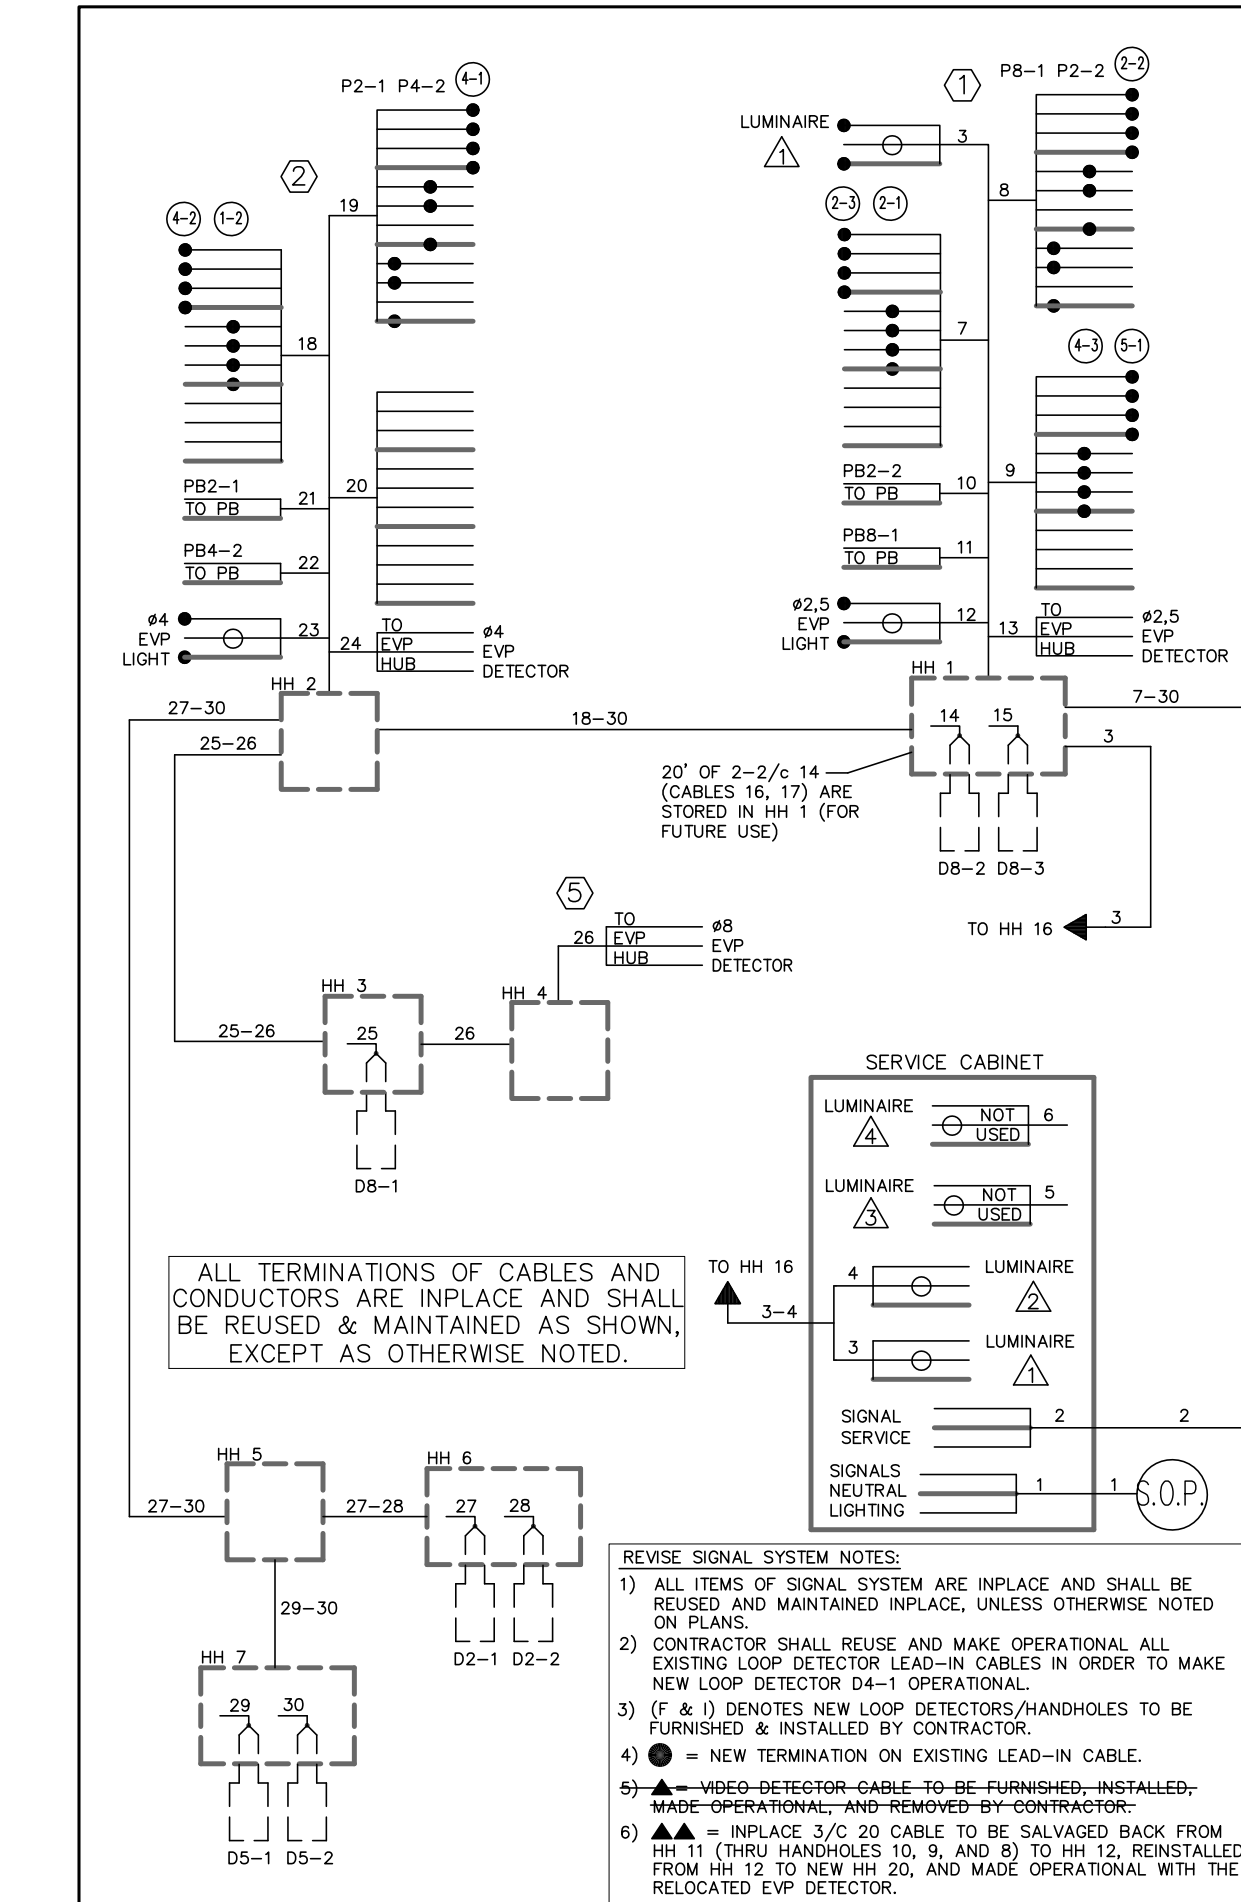 P2-1 P4-2 4-1
2
19
4-2 1-2
18
PB2-1
TO PB
21
20
PB4-2
TO PB
22
ø4
EVP
LIGHT
23
24
TO
EVP
HUB
ø4
EVP
DETECTOR
HH 2
27-30
25-26
18-30
P8-1 P2-2 2-2
1
LUMINAIRE
1
3
8
2-3 2-1
7
4-3 5-1
PB2-2
TO PB
10
9
PB8-1
TO PB
11
ø2,5
EVP
LIGHT
12
13
TO
EVP
HUB
ø2,5
EVP
DETECTOR
HH 1
14 15
7-30
3
20' OF 2-2/c 14
(CABLES 16, 17) ARE
STORED IN HH 1 (FOR
FUTURE USE)
D8-2 D8-3
TO HH 16
3
5
26
TO
EVP
HUB
ø8
EVP
DETECTOR
HH 3
HH 4
25-26
25
26
D8-1
SERVICE CABINET
LUMINAIRE
4
NOT
USED
6
LUMINAIRE
3
NOT
USED
5
TO HH 16
3-4
4
LUMINAIRE
2
3
LUMINAIRE
1
SIGNAL
SERVICE
2
2
SIGNALS
NEUTRAL
LIGHTING
1
1
S.O.P.
ALL TERMINATIONS OF CABLES AND
CONDUCTORS ARE INPLACE AND SHALL
BE REUSED & MAINTAINED AS SHOWN,
EXCEPT AS OTHERWISE NOTED.
HH 5
HH 6
27-30
27-28
27 28
D2-1 D2-2
29-30
HH 7
29 30
D5-1 D5-2
REVISE SIGNAL SYSTEM NOTES:
1) ALL ITEMS OF SIGNAL SYSTEM ARE INPLACE AND SHALL BE
REUSED AND MAINTAINED INPLACE, UNLESS OTHERWISE NOTED
ON PLANS.
2) CONTRACTOR SHALL REUSE AND MAKE OPERATIONAL ALL
EXISTING LOOP DETECTOR LEAD-IN CABLES IN ORDER TO MAKE
NEW LOOP DETECTOR D4-1 OPERATIONAL.
3) (F & I) DENOTES NEW LOOP DETECTORS/HANDHOLES TO BE
FURNISHED & INSTALLED BY CONTRACTOR.
4) ● = NEW TERMINATION ON EXISTING LEAD-IN CABLE.
5) ▲= VIDEO DETECTOR CABLE TO BE FURNISHED, INSTALLED,
MADE OPERATIONAL, AND REMOVED BY CONTRACTOR.
6) ▲▲ = INPLACE 3/C 20 CABLE TO BE SALVAGED BACK FROM
HH 11 (THRU HANDHOLES 10, 9, AND 8) TO HH 12, REINSTALLED
FROM HH 12 TO NEW HH 20, AND MADE OPERATIONAL WITH THE
RELOCATED EVP DETECTOR.